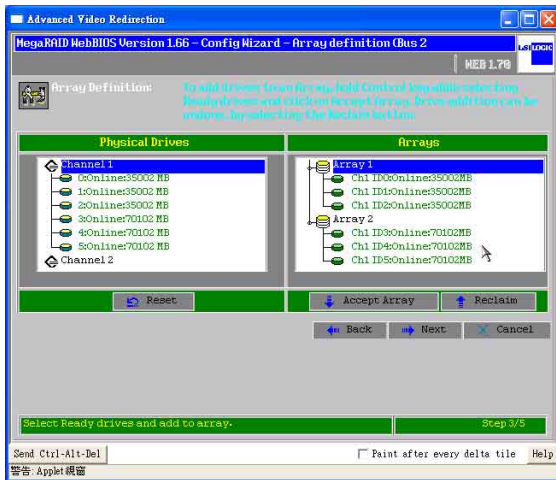 Advanced Video Redirection
MegaRAID WebBIOS Version 1.66 - Config Wizard - Array definition (Bus 2
LSI LOGIC
WEB 1.78
Array Definition:
To add drives to an Array, hold Control key while selecting
Ready drives and click on Accept Array. Drive addition can be
undone, by selecting the Reclaim button.
Physical Drives
Channel 1
0:Online:35002 MB
1:Online:35002 MB
2:Online:35002 MB
3:Online:70102 MB
4:Online:70102 MB
5:Online:70102 MB
Channel 2
Arrays
Array 1
Ch1 ID0:Online:35002MB
Ch1 ID1:Online:35002MB
Ch1 ID2:Online:35002MB
Array 2
Ch1 ID3:Online:70102MB
Ch1 ID4:Online:70102MB
Ch1 ID5:Online:70102MB
Reset
Accept Array
Reclaim
Back
Next
Cancel
Select Ready drives and add to array.
Step 3/5
Send Ctrl-Alt-Del
Paint after every delta tile
Help
警告: Applet 視窗